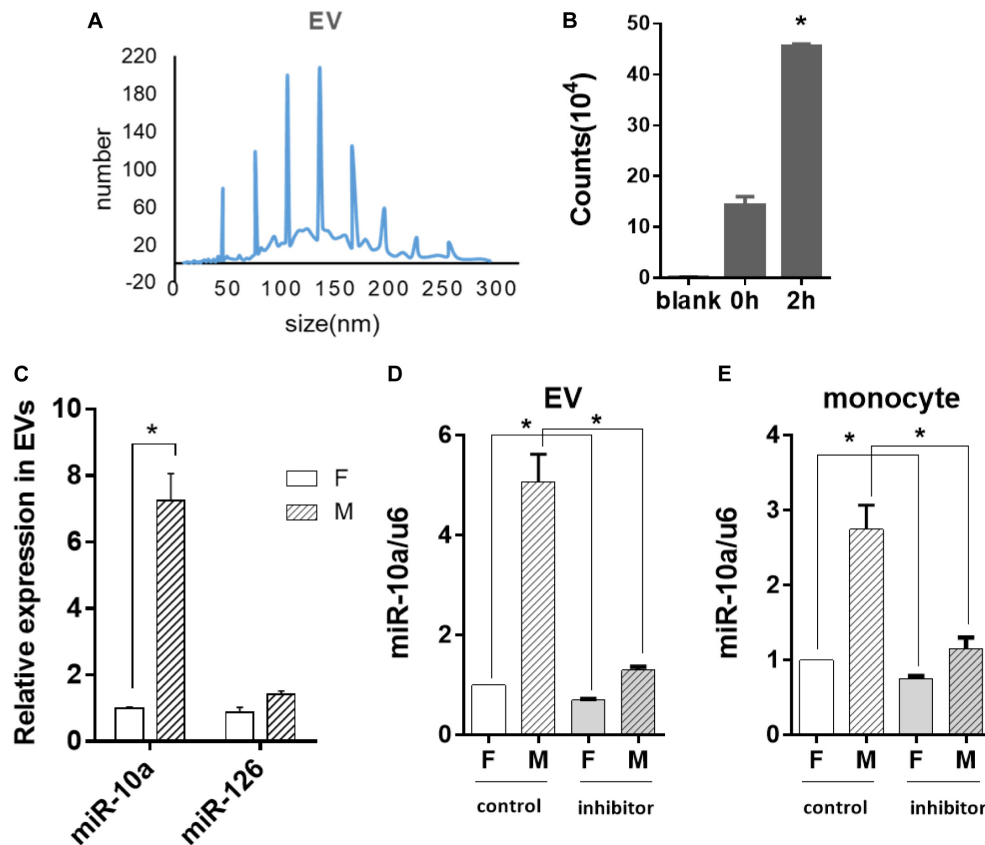 A
EV
220
180
140
100
60
20
-20
number
0 50 100 150 200 250 300
size(nm)
B
*
50
40
30
20
10
0
Counts(10^4)
blank 0h 2h
C
10
8
6
4
2
0
Relative expression in EVs
*
F
M
miR-10a
miR-126
D
EV
* *
6
4
2
0
miR-10a/u6
F M F M
control inhibitor
E
monocyte
* *
4
3
2
1
0
miR-10a/u6
F M F M
control inhibitor